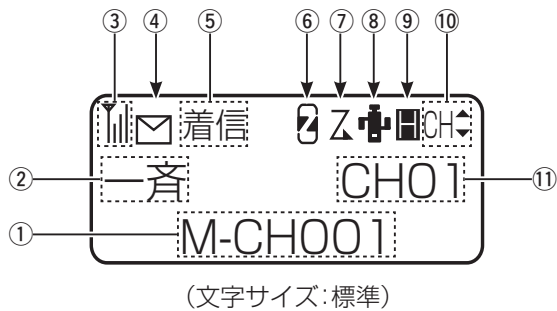 ③ ④ ⑤ ⑥ ⑦ ⑧ ⑨ ⑩
着信 Z Z H CH
② 一斉 CH01 ⑪
① M-CH001
(文字サイズ:標準)